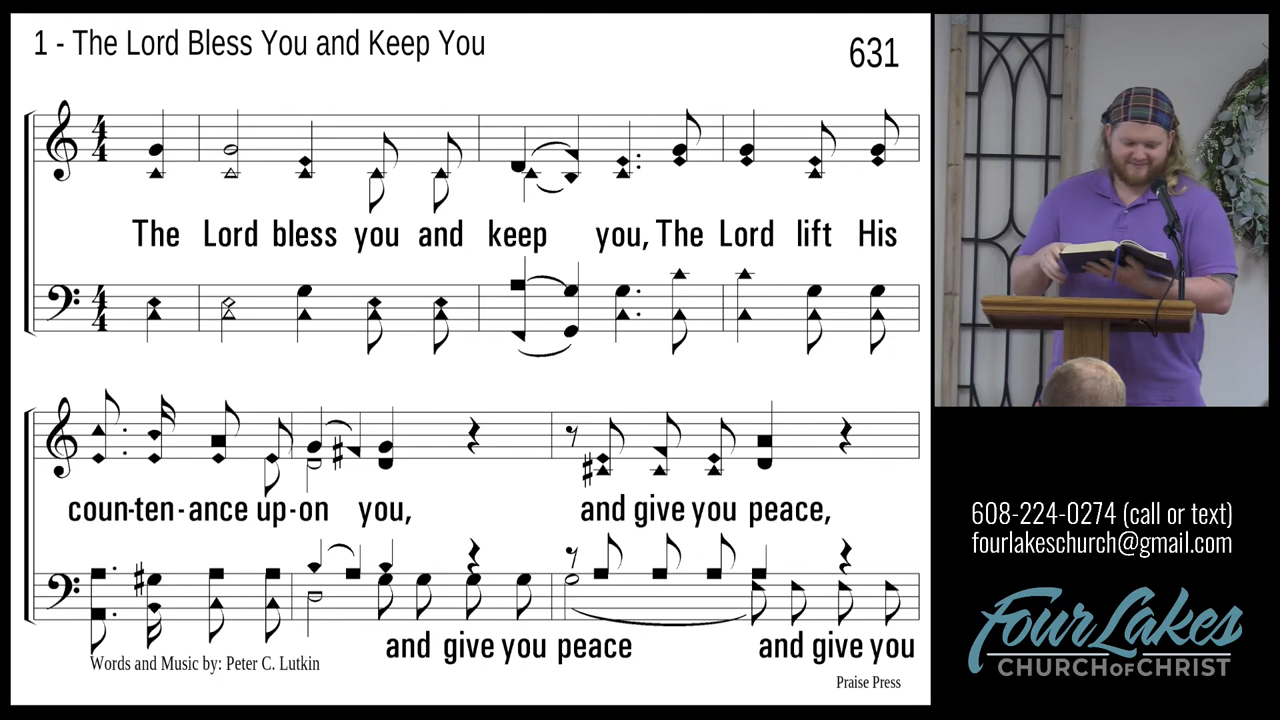 1 - The Lord Bless You and Keep You
631
The Lord bless you and keep you, The Lord lift His
coun-ten-ance up-on you, and give you peace,
and give you peace and give you
Words and Music by: Peter C. Lutkin
Praise Press
608-224-0274 (call or text)
fourlakeschurch@gmail.com
Four Lakes
CHURCH OF CHRIST